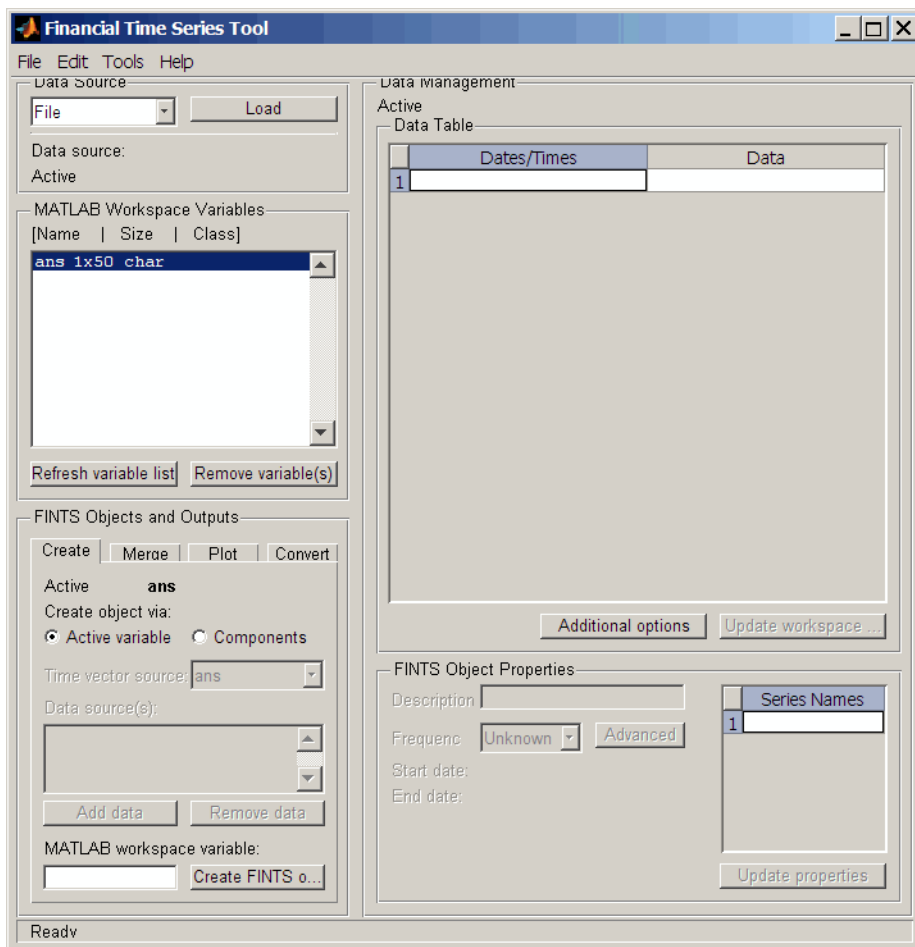 Financial Time Series Tool
File Edit Tools Help
Data Source
File
Load
Data source:
Active
MATLAB Workspace Variables
[Name | Size | Class]
ans 1x50 char
Refresh variable list
Remove variable(s)
FINTS Objects and Outputs
Create Merge Plot Convert
Active ans
Create object via:
Active variable Components
Time vector source: ans
Data source(s):
Add data
Remove data
MATLAB workspace variable:
Create FINTS o...
Data Management
Active
Data Table
Dates/Times Data
1
Additional options
Update workspace ...
FINTS Object Properties
Description
Frequenc Unknown Advanced
Start date:
End date:
Series Names
1
Update properties
Ready